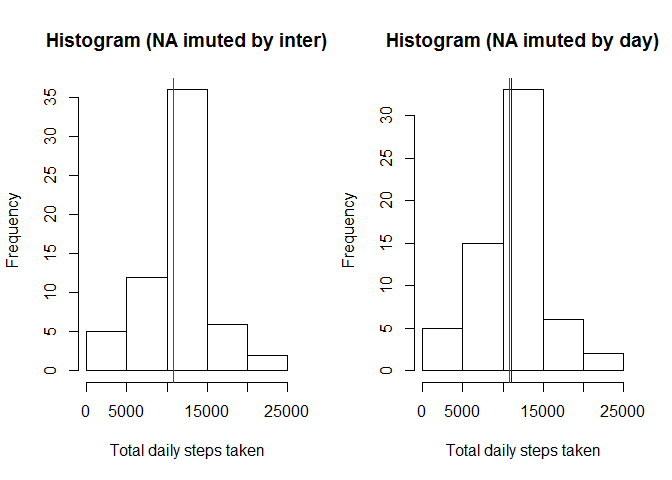 Histogram (NA imuted by inter)
Frequency
0 5 10 15 20 25 30 35
0 5000 15000 25000
Total daily steps taken
Histogram (NA imuted by day)
Frequency
0 5 10 15 20 25 30
0 5000 15000 25000
Total daily steps taken